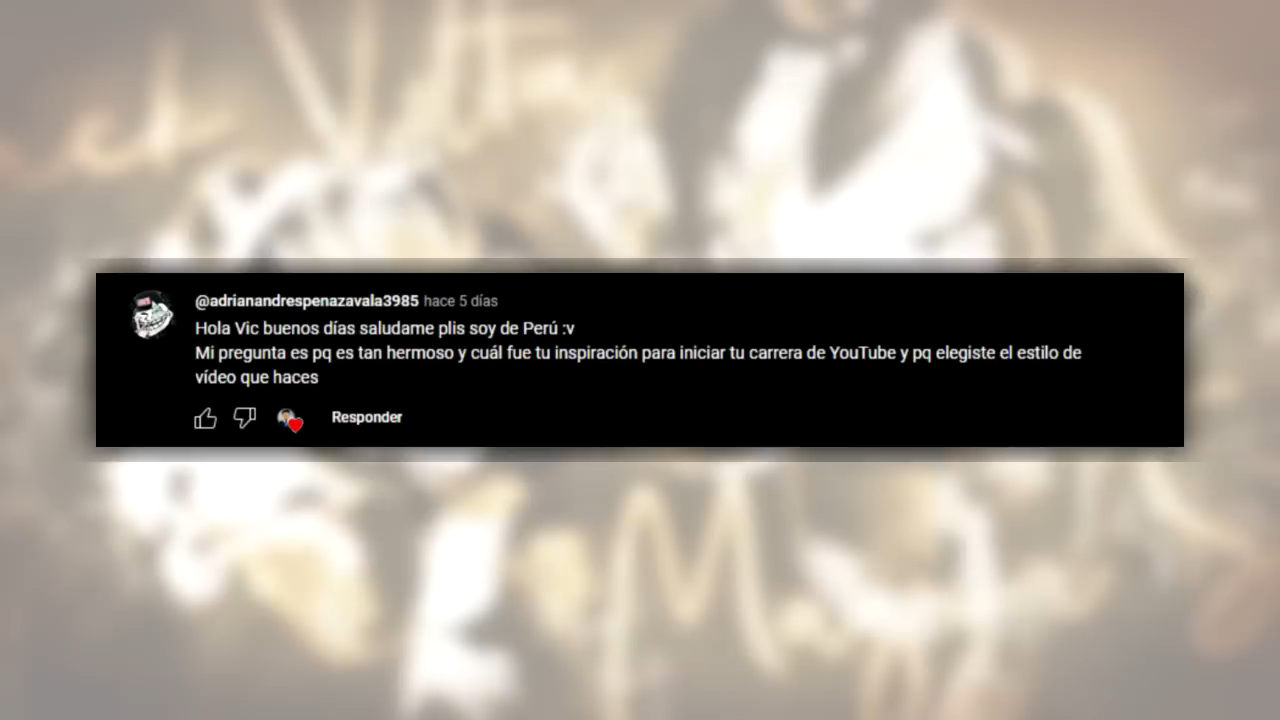 @adrianandrespenazavala3985 hace 5 días
Hola Vic buenos días saludame plis soy de Perú :v
Mi pregunta es pq es tan hermoso y cuál fue tu inspiración para iniciar tu carrera de YouTube y pq elegiste el estilo de
vídeo que haces
Responder